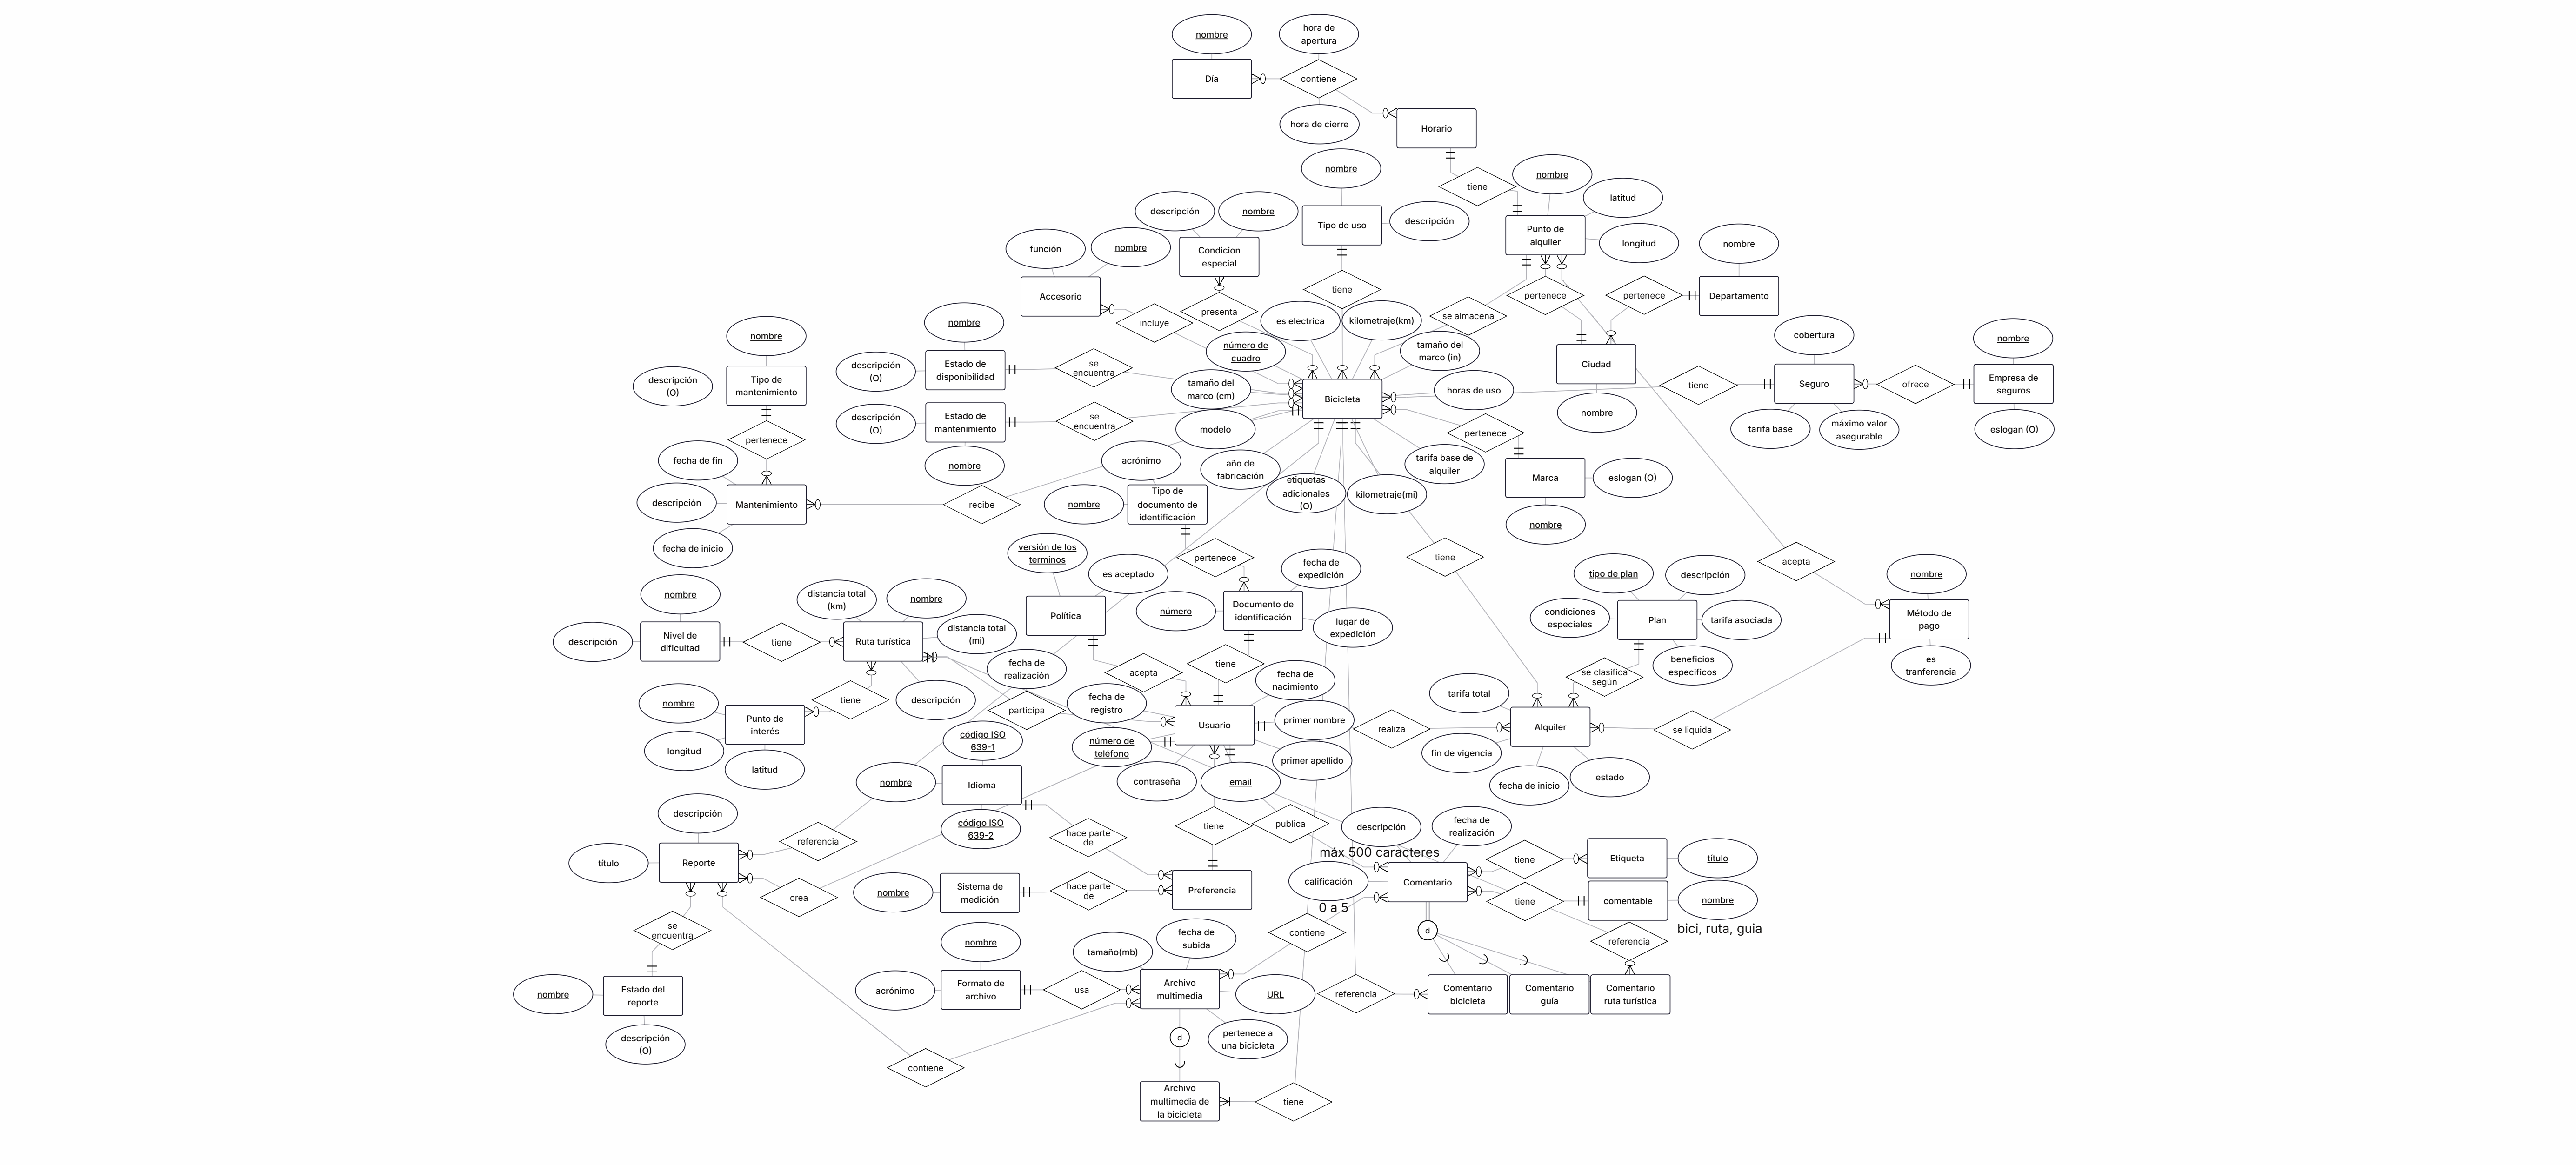 nombre
hora de
apertura
Día
contiene
hora de cierre
Horario
nombre
tiene
nombre
latitud
descripción
nombre
Tipo de uso
descripción
Punto de
alquiler
longitud
nombre
función
nombre
Condicion
especial
Accesorio
tiene
pertenece
pertenece
Departamento
incluye
presenta
es electrica
kilometraje(km)
se almacena
nombre
nombre
número de
cuadro
tamaño del
marco (in)
Ciudad
cobertura
nombre
descripción
(O)
Tipo de
mantenimiento
descripción
(O)
Estado de
disponibilidad
se
encuentra
tamaño del
marco (cm)
Bicicleta
horas de uso
tiene
Seguro
ofrece
Empresa de
seguros
nombre
tarifa base
máximo valor
asegurable
eslogan (O)
descripción
(O)
Estado de
mantenimiento
se
encuentra
modelo
pertenece
pertenece
fecha de fin
nombre
acrónimo
año de
fabricación
tarifa base de
alquiler
Marca
eslogan (O)
descripción
Mantenimiento
recibe
nombre
Tipo de
documento de
identificación
etiquetas
adicionales
(O)
kilometraje(mi)
nombre
fecha de inicio
versión de los
terminos
pertenece
tiene
acepta
es aceptado
fecha de
expedición
tipo de plan
descripción
nombre
nombre
distancia total
(km)
nombre
Política
número
Documento de
identificación
lugar de
expedición
condiciones
especiales
Plan
tarifa asociada
Método de
pago
descripción
Nivel de
dificultad
tiene
Ruta turística
distancia total
(mi)
fecha de
realización
acepta
tiene
se clasifica
según
beneficios
especificos
es
tranferencia
nombre
tiene
descripción
participa
fecha de
registro
fecha de
nacimiento
tarifa total
Punto de
interés
Usuario
primer nombre
realiza
Alquiler
se liquida
longitud
latitud
código ISO
639-1
número de
teléfono
primer apellido
fin de vigencia
nombre
Idioma
contraseña
email
fecha de inicio
estado
descripción
código ISO
639-2
referencia
hace parte
de
tiene
publica
descripción
fecha de
realización
título
Reporte
máx 500 caracteres
tiene
Etiqueta
título
crea
nombre
Sistema de
medición
hace parte
de
Preferencia
calificación
Comentario
0 a 5
tiene
comentable
nombre
bici, ruta, guia
se
encuentra
nombre
tamaño(mb)
fecha de
subida
contiene
d
referencia
nombre
Estado del
reporte
acrónimo
Formato de
archivo
usa
Archivo
multimedia
URL
referencia
Comentario
bicicleta
Comentario
guía
Comentario
ruta turística
descripción
(O)
d
pertenece a
una bicicleta
contiene
Archivo
multimedia de
la bicicleta
tiene